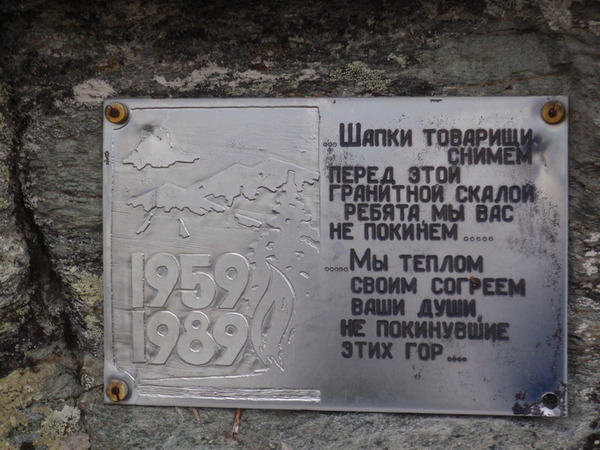 1959
1989
...Шапки товарищи
снимем
перед этой
гранитной скалой
ребята мы вас
не покинем .....
.....Мы теплом
своим согреем
ваши души,
не покинувшие
этих гор ....